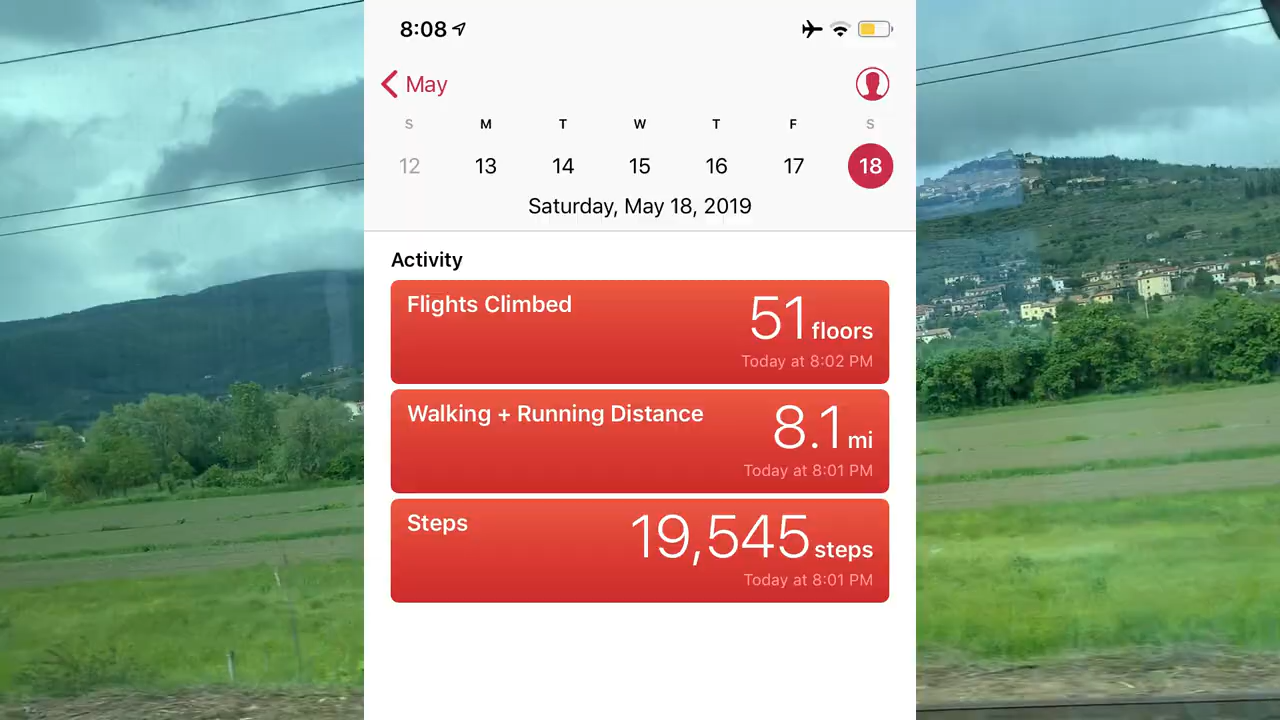 8:08
May
S M T W T F S
12 13 14 15 16 17 18
Saturday, May 18, 2019
Activity
Flights Climbed
51 floors
Today at 8:02 PM
Walking + Running Distance
8.1 mi
Today at 8:01 PM
Steps
19,545 steps
Today at 8:01 PM